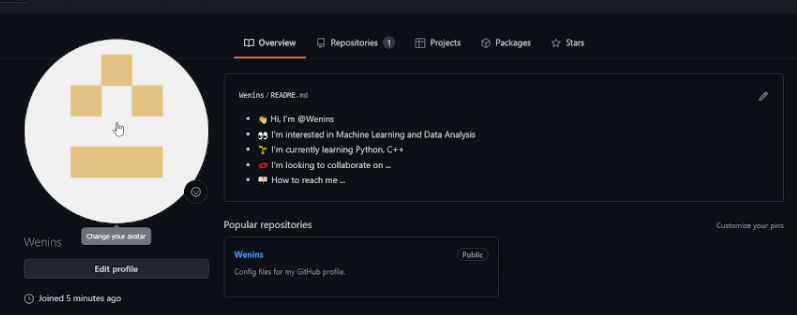 Overview
Repositories 1
Projects
Packages
Stars
Wenins / README.md
👋 Hi, I'm @Wenins
👀 I'm interested in Machine Learning and Data Analysis
🌱 I'm currently learning Python, C++
💞️ I'm looking to collaborate on ...
📫 How to reach me ...
Change your avatar
Wenins
Edit profile
Joined 5 minutes ago
Popular repositories
Customize your pins
Wenins
Public
Config files for my GitHub profile.